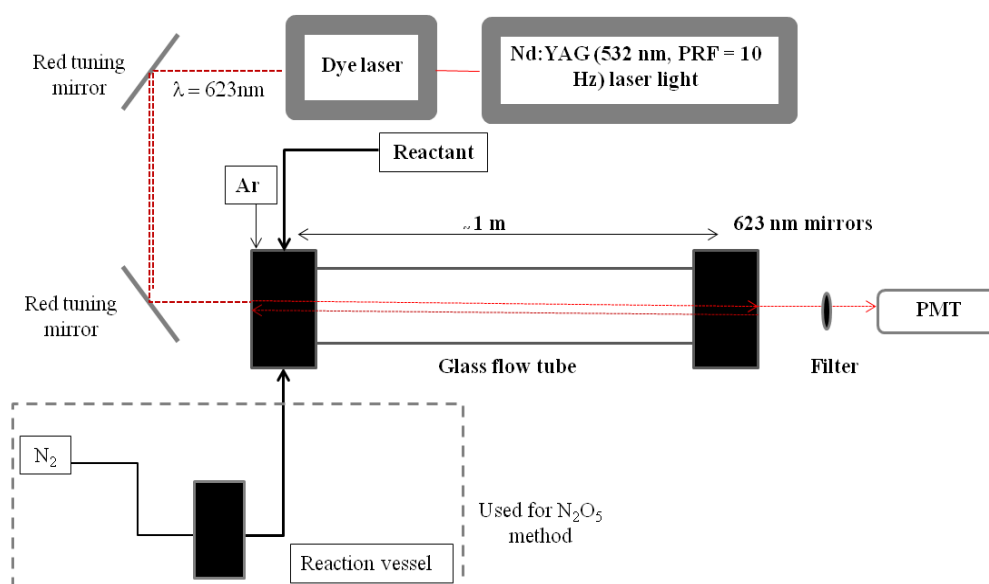 Red tuning
mirror
λ = 623nm
Dye laser
Nd:YAG (532 nm, PRF = 10
Hz) laser light
Reactant
Ar
~1 m
623 nm mirrors
Red tuning
mirror
PMT
Glass flow tube
Filter
N₂
Used for N₂O₅
method
Reaction vessel